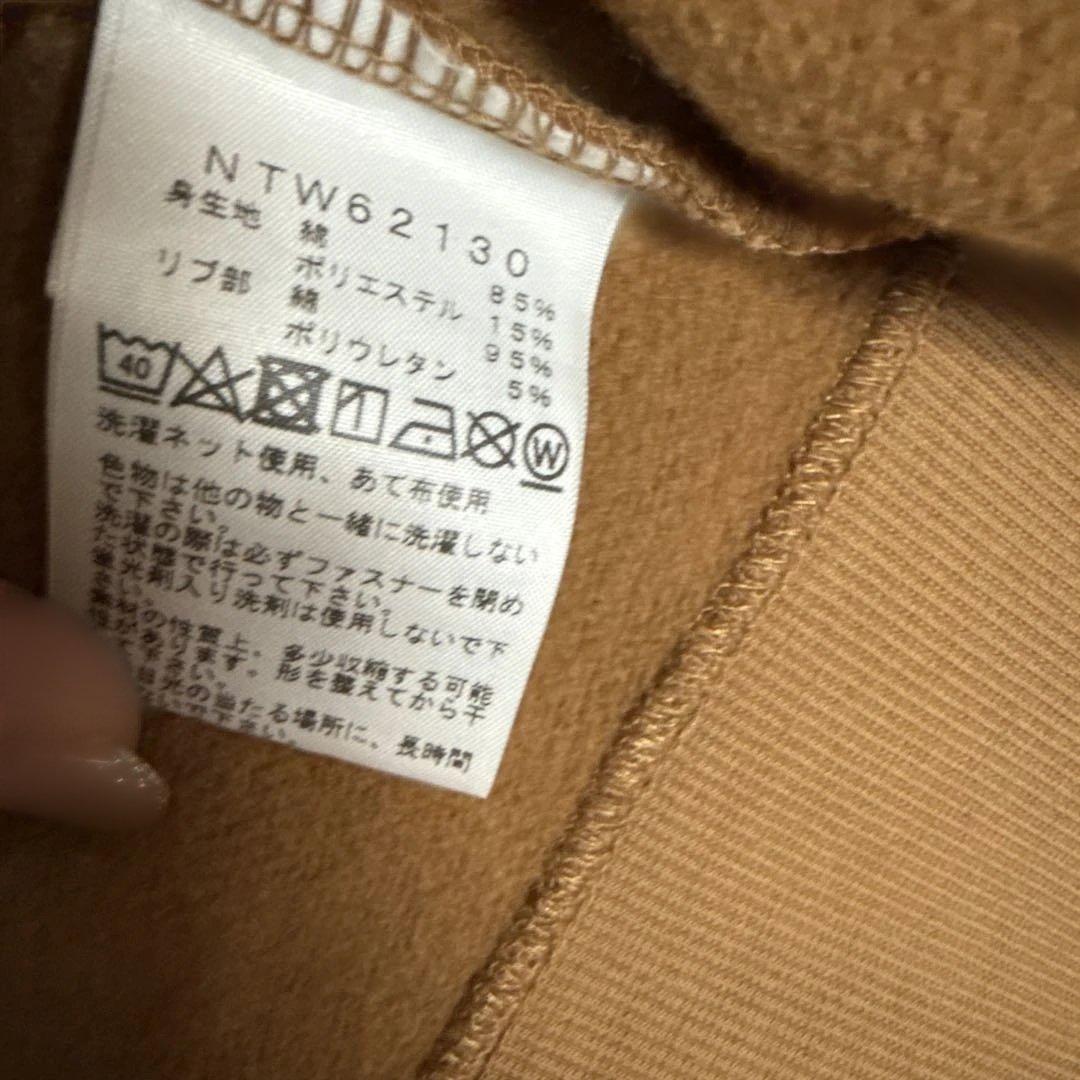 NTW62130
身生地 綿 85%
ポリエステル 15%
リブ部 綿 95%
ポリウレタン 5%
40
W
洗濯ネット使用、あて布使用
色物は他の物と一緒に洗濯しない
で下さい。
洗濯の際は必ずファスナーを閉め
た状態で行って下さい。
蛍光剤入り洗剤は使用しないで下
さい。
素材の性質上、多少収縮する可能
性があります。形を整えてから干
して下さい。
日光の当たる場所に、長時間
下さい。